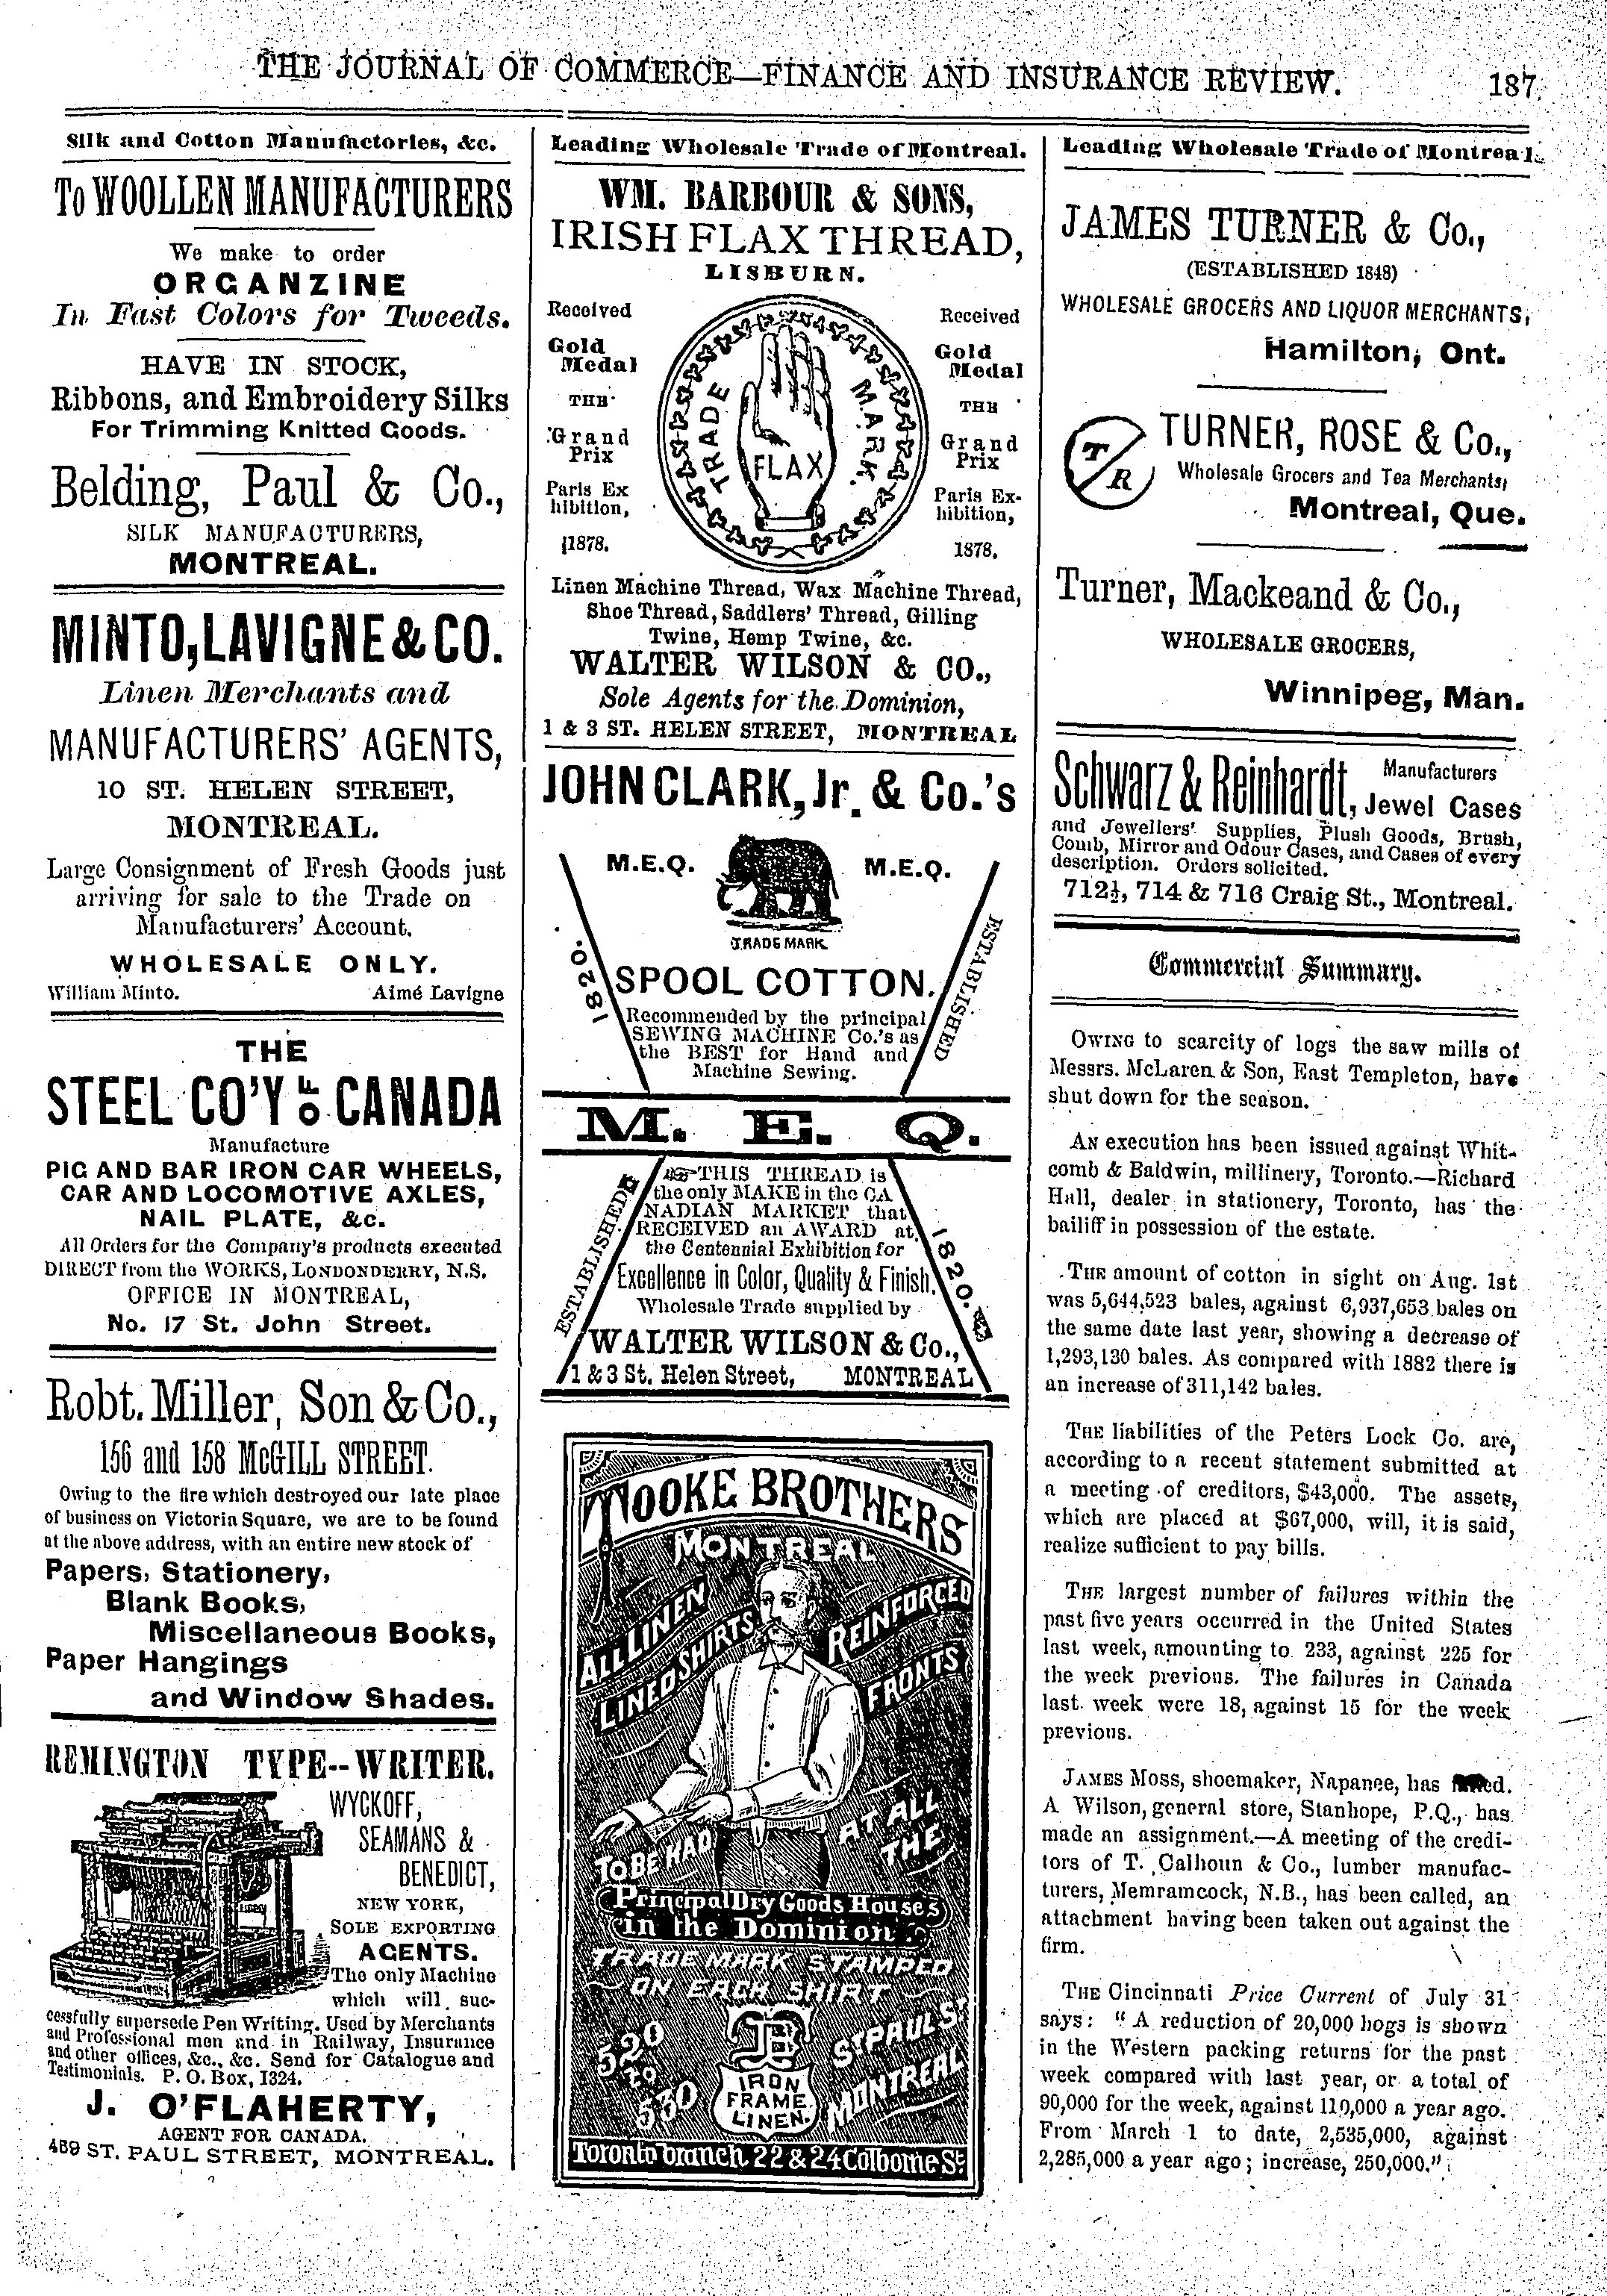 THE JOURNAL OF COMMERCE—FINANCE AND INSURANCE REVIEW. 187
Silk and Cotton Manufactories, &c.
To WOOLLEN MANUFACTURERS
We make to order
ORGANZINE
In Fast Colors for Tweeds.
HAVE IN STOCK,
Ribbons, and Embroidery Silks
For Trimming Knitted Goods.
Belding, Paul & Co.,
SILK MANUFACTURERS,
MONTREAL.
MINTO, LAVIGNE & CO.
Linen Merchants and
MANUFACTURERS' AGENTS,
10 ST. HELEN STREET,
MONTREAL.
Large Consignment of Fresh Goods just
arriving for sale to the Trade on
Manufacturers' Account.
WHOLESALE ONLY.
William Minto. Aimé Lavigne
THE
STEEL CO'Y OF CANADA
Manufacture
PIG AND BAR IRON CAR WHEELS,
CAR AND LOCOMOTIVE AXLES,
NAIL PLATE, &c.
All Orders for the Company's products executed
DIRECT from the WORKS, LONDONDERRY, N.S.
OFFICE IN MONTREAL,
No. 17 St. John Street.
Robt. Miller, Son & Co.,
156 and 158 McGILL STREET.
Owing to the fire which destroyed our late place
of business on Victoria Square, we are to be found
at the above address, with an entire new stock of
Papers, Stationery,
Blank Books,
Miscellaneous Books,
Paper Hangings
and Window Shades.
REMINGTON TYPE--WRITER.
WYCKOFF,
SEAMANS &
BENEDICT,
NEW YORK,
SOLE EXPORTING
AGENTS.
The only Machine
which will suc-
cessfully supersede Pen Writing. Used by Merchants
and Professional men and in Railway, Insurance
and other offices, &c., &c. Send for Catalogue and
Testimonials. P. O. Box, 1324.
J. O'FLAHERTY,
AGENT FOR CANADA.
459 ST. PAUL STREET, MONTREAL.
Leading Wholesale Trade of Montreal.
WM. BARBOUR & SONS,
IRISH FLAX THREAD,
LISBURN.
Received
Gold
Medal
THE
Grand
Prix
Paris Ex
hibition,
1878.
TRADE MARK.
FLAX
Received
Gold
Medal
THE
Grand
Prix
Paris Ex-
hibition,
1878.
Linen Machine Thread, Wax Machine Thread,
Shoe Thread, Saddlers' Thread, Gilling
Twine, Hemp Twine, &c.
WALTER WILSON & CO.,
Sole Agents for the Dominion,
1 & 3 ST. HELEN STREET, MONTREAL
JOHN CLARK, Jr. & Co.'s
M.E.Q. M.E.Q.
TRADE MARK
1820. ESTABLISHED
SPOOL COTTON.
Recommended by the principal
SEWING MACHINE Co.'s as
the BEST for Hand and
Machine Sewing.
M. E. Q.
ESTABLISHED 1820.
THIS THREAD is
the only MAKE in the CA
NADIAN MARKET that
RECEIVED an AWARD at
the Centennial Exhibition for
Excellence in Color, Quality & Finish.
Wholesale Trade supplied by
WALTER WILSON & Co.,
1 & 3 St. Helen Street, MONTREAL
TOOKE BROTHERS
MONTREAL
ALL LINEN
LINED SHIRTS
REINFORCED
FRONTS
TO BE HAD
AT ALL
THE
Principal Dry Goods Houses
in the Dominion
TRADE MARK STAMPED
ON EACH SHIRT
520
to
530
TB
IRON
FRAME
LINEN.
St PAUL St
MONTREAL
Toronto branch 22 & 24 Colborne St.
Leading Wholesale Trade of Montreal.
JAMES TURNER & Co.,
(ESTABLISHED 1848)
WHOLESALE GROCERS AND LIQUOR MERCHANTS,
Hamilton, Ont.
T/R
TURNER, ROSE & Co.,
Wholesale Grocers and Tea Merchants,
Montreal, Que.
Turner, Mackeand & Co.,
WHOLESALE GROCERS,
Winnipeg, Man.
Schwarz & Reinhardt, Manufacturers
Jewel Cases
and Jewellers' Supplies, Plush Goods, Brush,
Comb, Mirror and Odour Cases, and Cases of every
description. Orders solicited.
712½, 714 & 716 Craig St., Montreal.
Commercial Summary.
OWING to scarcity of logs the saw mills of
Messrs. McLaren & Son, East Templeton, have
shut down for the season.
AN execution has been issued against Whit-
comb & Baldwin, millinery, Toronto.—Richard
Hall, dealer in stationery, Toronto, has the
bailiff in possession of the estate.
THE amount of cotton in sight on Aug. 1st
was 5,644,523 bales, against 6,937,653 bales on
the same date last year, showing a decrease of
1,293,130 bales. As compared with 1882 there is
an increase of 311,142 bales.
THE liabilities of the Peters Lock Co. are,
according to a recent statement submitted at
a meeting of creditors, $43,000. The assets,
which are placed at $67,000, will, it is said,
realize sufficient to pay bills.
THE largest number of failures within the
past five years occurred in the United States
last week, amounting to 233, against 225 for
the week previous. The failures in Canada
last week were 18, against 15 for the week
previous.
JAMES Moss, shoemaker, Napanee, has failed.
A Wilson, general store, Stanhope, P.Q., has
made an assignment.—A meeting of the credi-
tors of T. Calhoun & Co., lumber manufac-
turers, Memramcock, N.B., has been called, an
attachment having been taken out against the
firm.
THE Cincinnati Price Current of July 31
says: "A reduction of 20,000 hogs is shown
in the Western packing returns for the past
week compared with last year, or a total of
90,000 for the week, against 110,000 a year ago.
From March 1 to date, 2,535,000, against
2,285,000 a year ago; increase, 250,000."